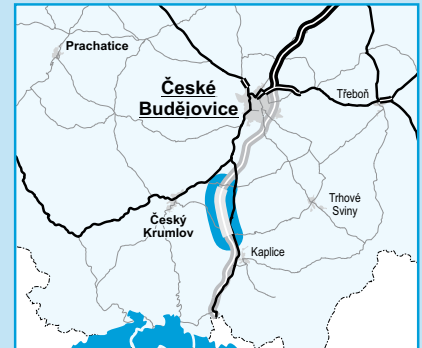 Prachatice
České
Budějovice
Třeboň
Trhové
Sviny
Český
Krumlov
Kaplice